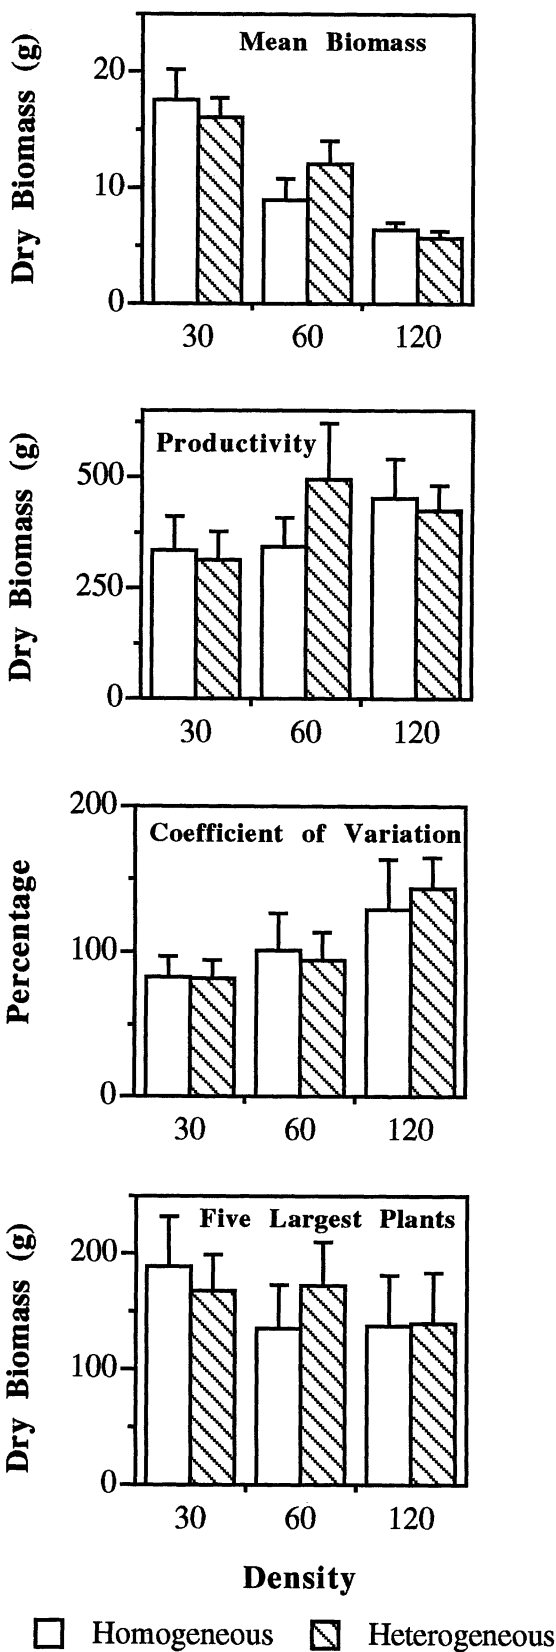 Mean Biomass
Dry Biomass (g)
20
10
0
30 60 120
Productivity
Dry Biomass (g)
500
250
0
30 60 120
Coefficient of Variation
Percentage
200
100
0
30 60 120
Five Largest Plants
Dry Biomass (g)
200
100
0
30 60 120
Density
Homogeneous Heterogeneous